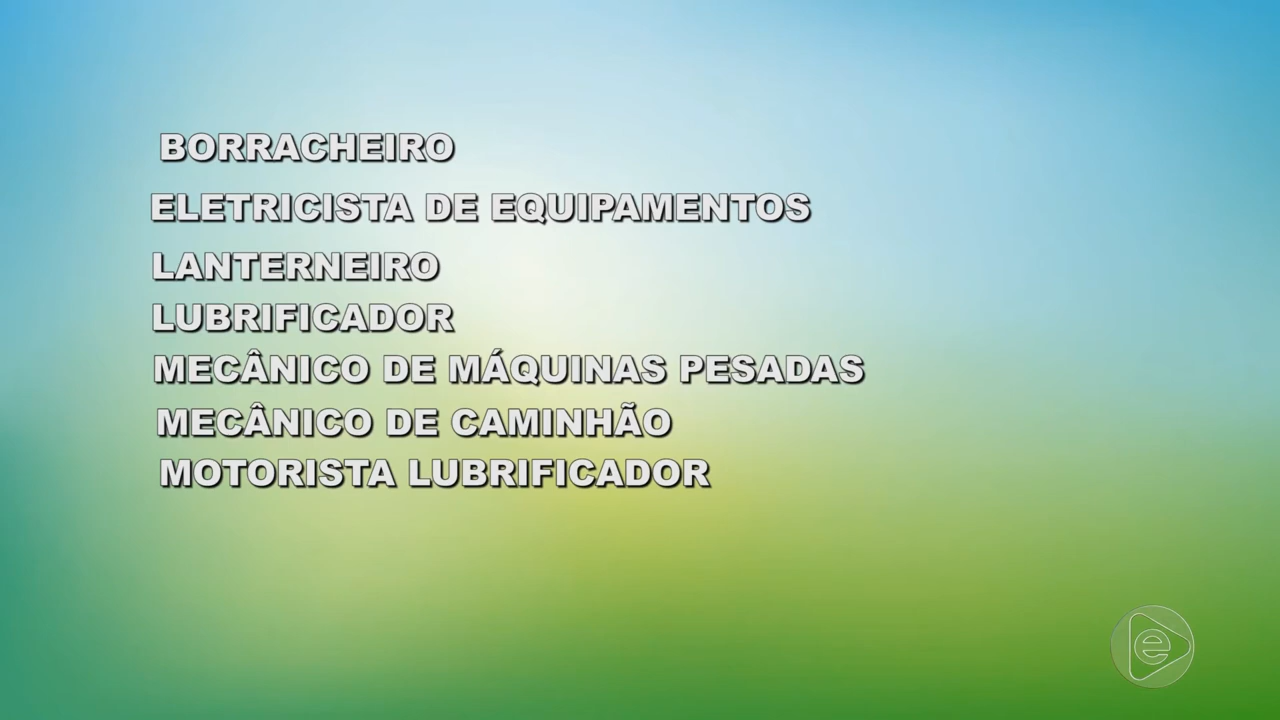 BORRACHEIRO
ELETRICISTA DE EQUIPAMENTOS
LANTERNEIRO
LUBRIFICADOR
MECÂNICO DE MÁQUINAS PESADAS
MECÂNICO DE CAMINHÃO
MOTORISTA LUBRIFICADOR
e